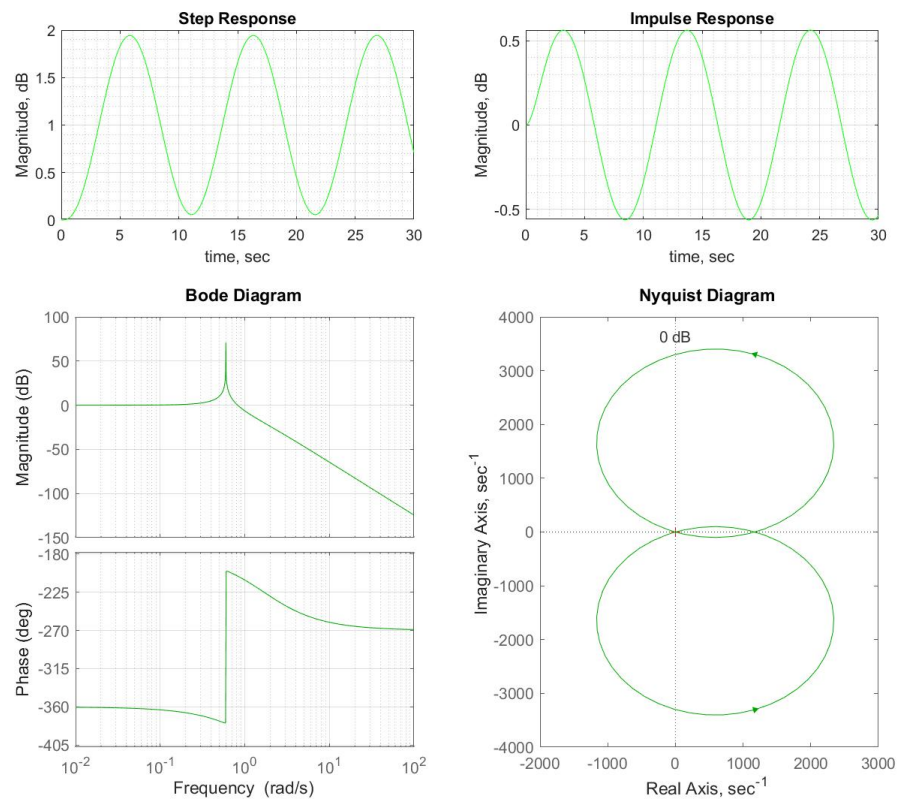 Step Response
Magnitude, dB
2
1.5
1
0.5
0
0 5 10 15 20 25 30
time, sec
Impulse Response
Magnitude, dB
0.5
0
-0.5
0 5 10 15 20 25 30
time, sec
Bode Diagram
Magnitude (dB)
100
50
0
-50
-100
-150
Phase (deg)
-180
-225
-270
-315
-360
-405
10^-2 10^-1 10^0 10^1 10^2
Frequency (rad/s)
Nyquist Diagram
0 dB
Imaginary Axis, sec^-1
4000
3000
2000
1000
0
-1000
-2000
-3000
-4000
-2000 -1000 0 1000 2000 3000
Real Axis, sec^-1